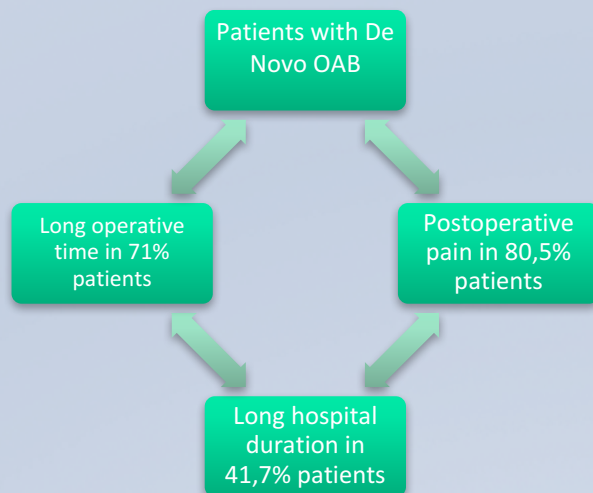 Patients with De
Novo OAB
Long operative
time in 71%
patients
Postoperative
pain in 80,5%
patients
Long hospital
duration in
41,7% patients